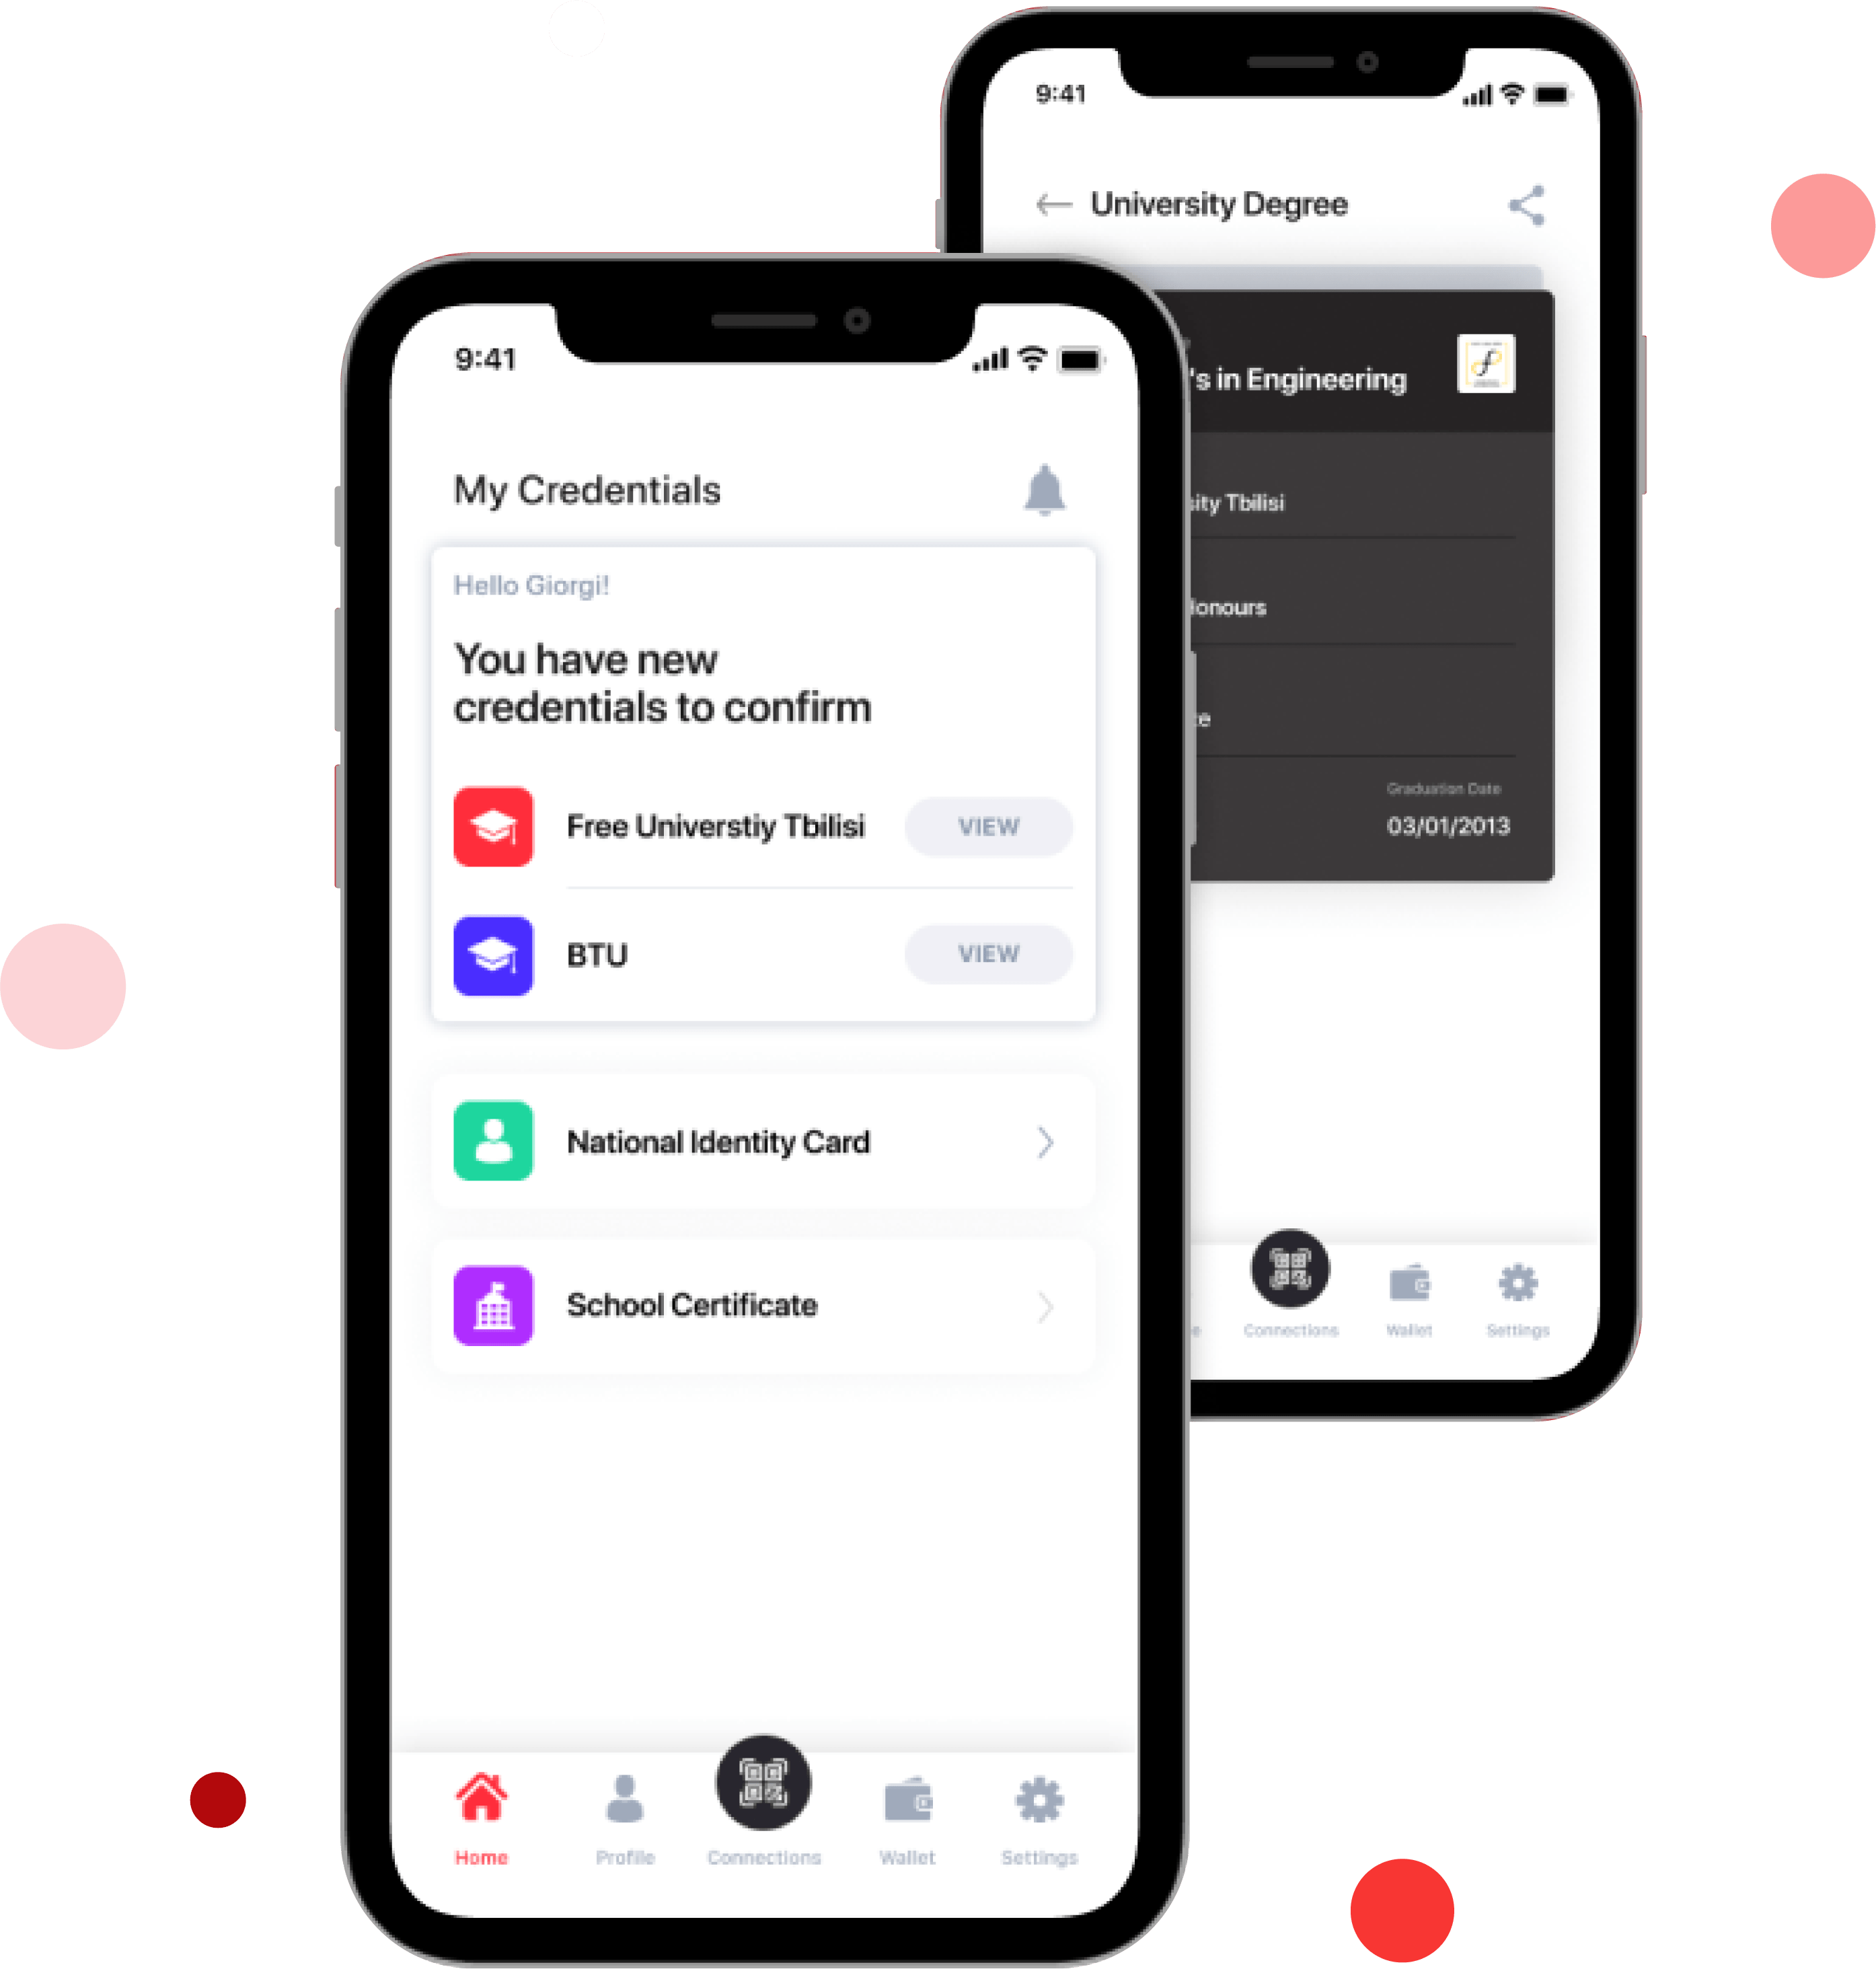 9:41
My Credentials
Hello Giorgi!
You have new
credentials to confirm
Free Universtiy Tbilisi
VIEW
BTU
VIEW
National Identity Card
School Certificate
Home
Profile
Connections
Wallet
Settings
9:41
University Degree
's in Engineering
sity Tbilisi
onours
Graduation Date
03/01/2013
Connections
Wallet
Settings